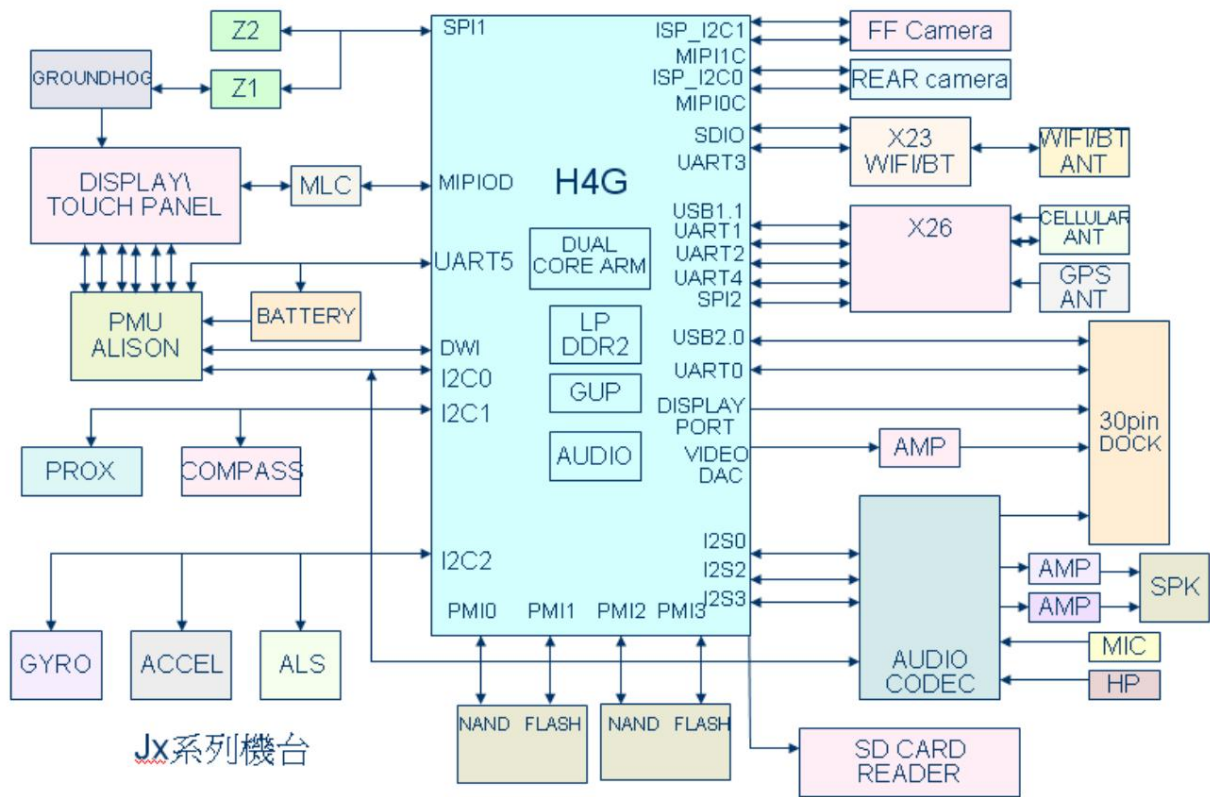 Z2
SPI1
ISP_I2C1
FF Camera
GROUNDHOG
Z1
MIPI1C
ISP_I2C0
REAR camera
MIPI0C
SDIO
X23
WIFI/BT
WIFI/BT
ANT
UART3
DISPLAY\
TOUCH PANEL
MLC
MIPIOD
H4G
USB1.1
UART1
X26
CELLULAR
ANT
DUAL
CORE ARM
UART2
UART5
UART4
GPS
ANT
SPI2
PMU
ALISON
BATTERY
LP
DDR2
USB2.0
DWI
I2C0
UART0
GUP
I2C1
DISPLAY
PORT
30pin
DOCK
AUDIO
VIDEO
DAC
AMP
PROX
COMPASS
I2S0
I2C2
I2S2
AMP
SPK
I2S3
AMP
PMI0
PMI1
PMI2
PMI3
GYRO
ACCEL
ALS
AUDIO
CODEC
MIC
HP
NAND FLASH
NAND FLASH
Jx系列機台
SD CARD
READER